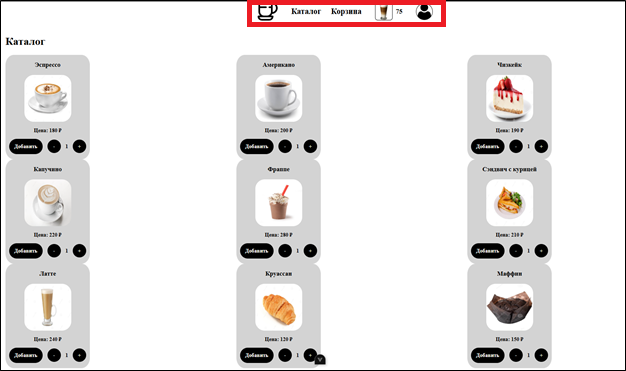 Каталог Корзина 75
Каталог
Эспрессо Американо Чизкейк
Цена: 180 ₽ Цена: 200 ₽ Цена: 190 ₽
Добавить - 1 + Добавить - 1 + Добавить - 1 +
Капучино Фраппе Сэндвич с курицей
Цена: 220 ₽ Цена: 280 ₽ Цена: 210 ₽
Добавить - 1 + Добавить - 1 + Добавить - 1 +
Латте Круассан Маффин
Цена: 240 ₽ Цена: 120 ₽ Цена: 150 ₽
Добавить - 1 + Добавить - 1 + Добавить - 1 +